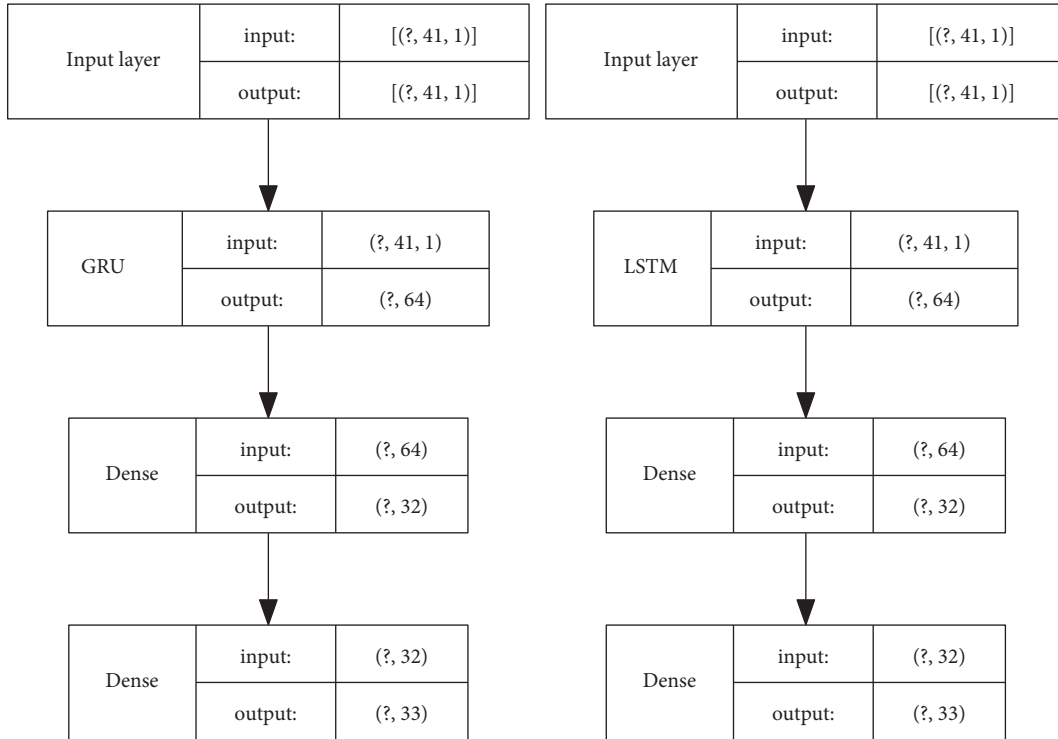 Input layer
input:
[(?, 41, 1)]
output:
[(?, 41, 1)]
GRU
input:
(?, 41, 1)
output:
(?, 64)
Dense
input:
(?, 64)
output:
(?, 32)
Dense
input:
(?, 32)
output:
(?, 33)
Input layer
input:
[(?, 41, 1)]
output:
[(?, 41, 1)]
LSTM
input:
(?, 41, 1)
output:
(?, 64)
Dense
input:
(?, 64)
output:
(?, 32)
Dense
input:
(?, 32)
output:
(?, 33)